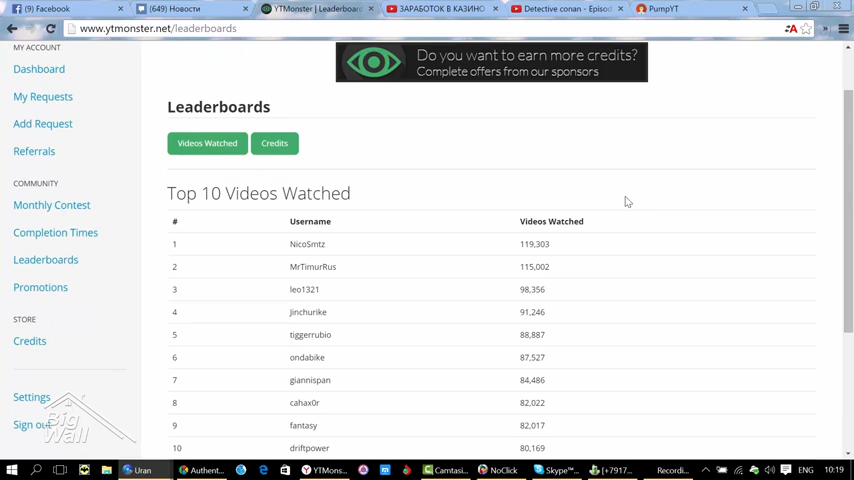 (9) Facebook
(649) Новости
YTMonster | Leaderboard
ЗАРАБОТОК В КАЗИНО
Detective conan - Episod
PumpYT
www.ytmonster.net/leaderboards
MY ACCOUNT
Dashboard
My Requests
Add Request
Referrals
COMMUNITY
Monthly Contest
Completion Times
Leaderboards
Promotions
STORE
Credits
Settings
Sign out
Big
Wall
Do you want to earn more credits?
Complete offers from our sponsors
Leaderboards
Videos Watched Credits
Top 10 Videos Watched
# Username Videos Watched
1 NicoSmtz 119,303
2 MrTimurRus 115,002
3 leo1321 98,356
4 Jinchurike 91,246
5 tiggerrubio 88,887
6 ondabike 87,527
7 giannispan 84,486
8 cahax0r 82,022
9 fantasy 82,017
10 driftpower 80,169
Uran
Authent...
YTMons...
Camtasi...
NoClick
Skype™...
[+7917...
Recordi...
ENG
10:19